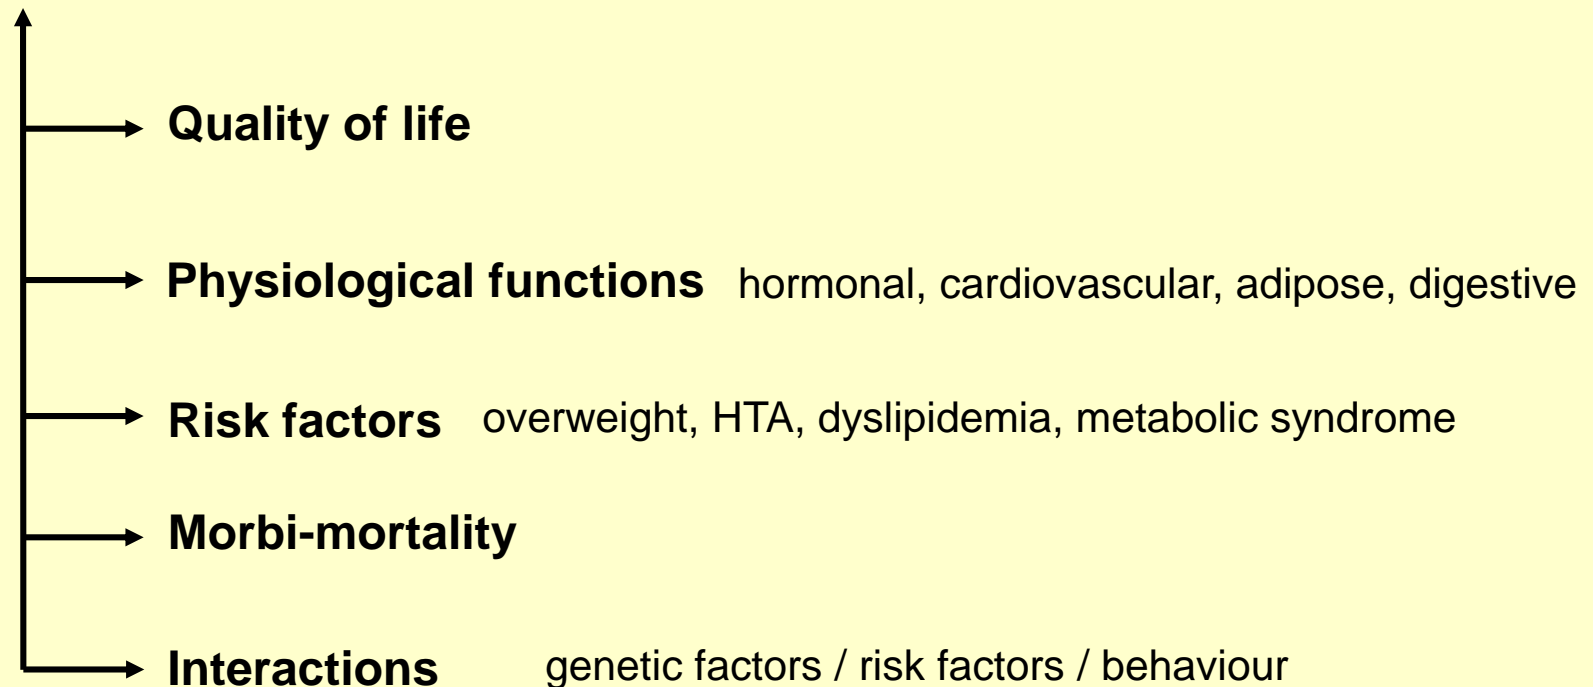 Quality of life
Physiological functions hormonal, cardiovascular, adipose, digestive
Risk factors overweight, HTA, dyslipidemia, metabolic syndrome
Morbi-mortality
Interactions genetic factors / risk factors / behaviour